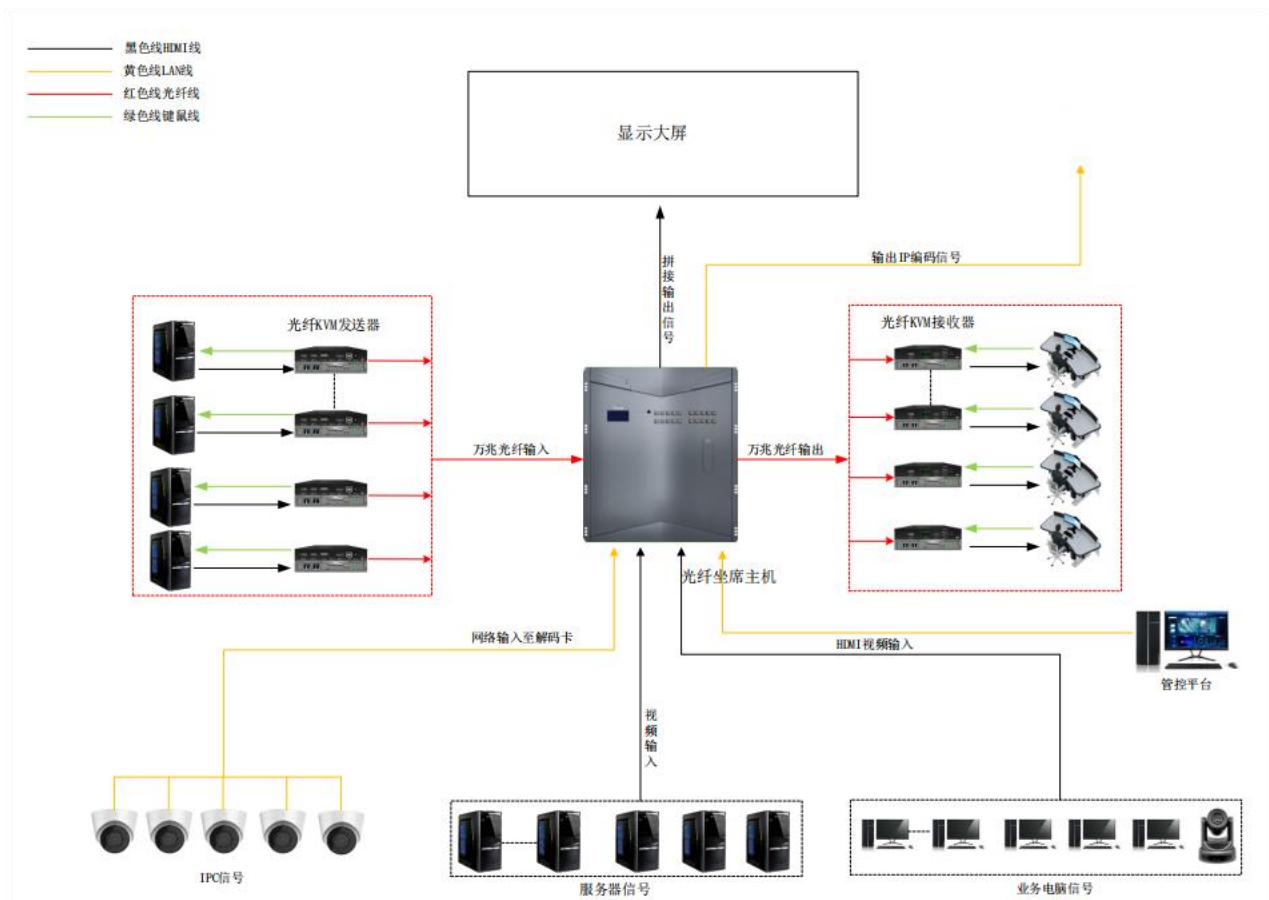 黑色线HDMI线
黄色线LAN线
红色线光纤线
绿色线键鼠线
显示大屏
拼接输出信号
输出IP编码信号
光纤KVM发送器
光纤KVM接收器
万兆光纤输入
万兆光纤输出
光纤坐席主机
网络输入至解码卡
HDMI视频输入
视频输入
管控平台
IPC信号
服务器信号
业务电脑信号